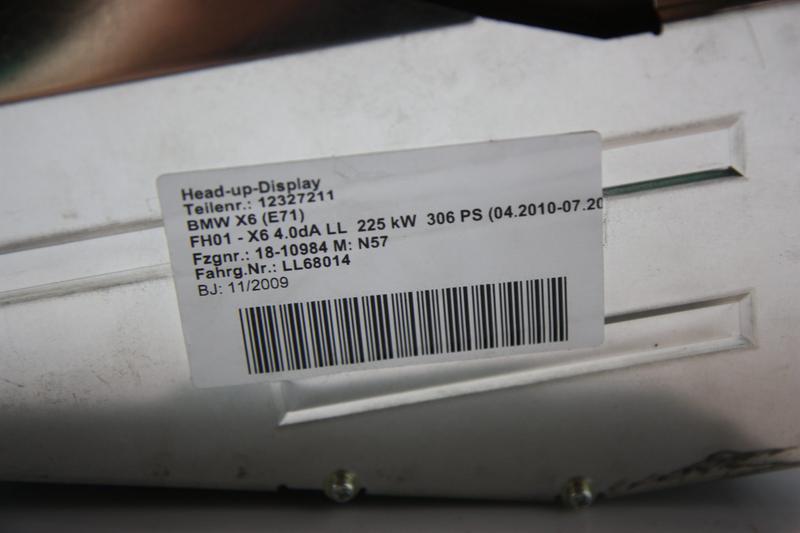 Head-up-Display
Teilenr.: 12327211
BMW X6 (E71)
FH01 - X6 4.0dA LL 225 kW 306 PS (04.2010-07.20
Fzgnr.: 18-10984 M: N57
Fahrg.Nr.: LL68014
BJ: 11/2009